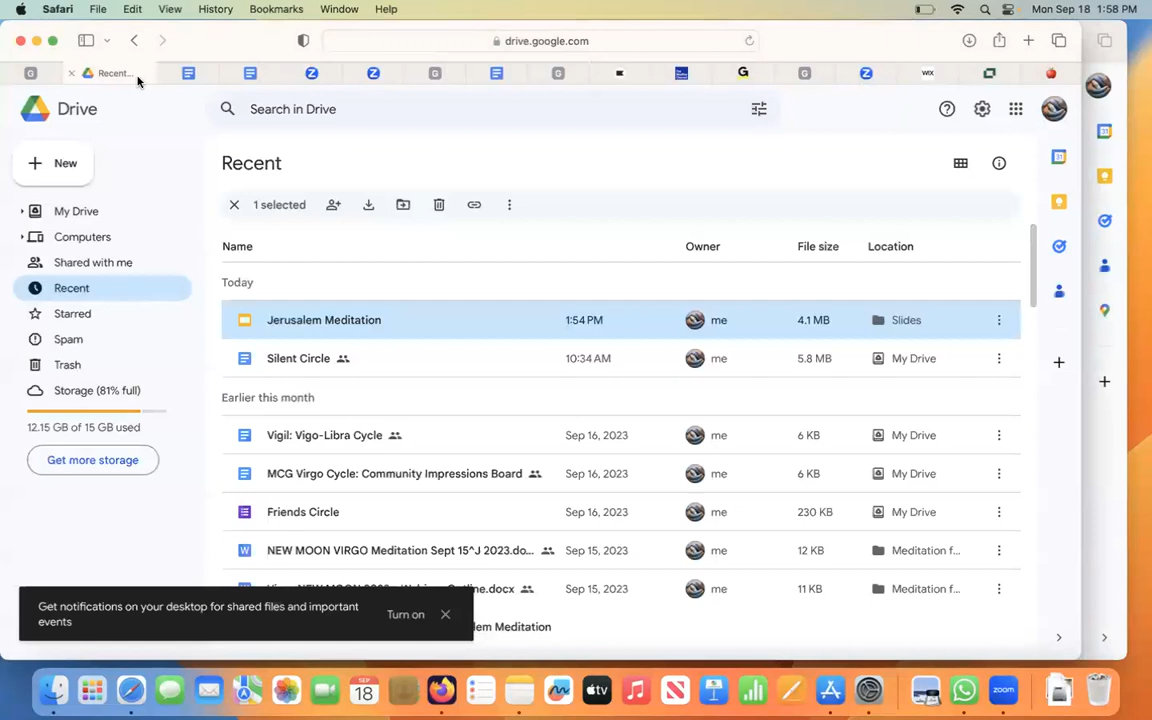 Safari File Edit View History Bookmarks Window Help Mon Sep 18 1:58 PM
drive.google.com
Recent... WIX
Drive Search in Drive
New Recent
1 selected
My Drive
Computers Name Owner File size Location
Shared with me
Today
Recent
Starred Jerusalem Meditation 1:54 PM me 4.1 MB Slides
Spam
Trash Silent Circle 10:34 AM me 5.8 MB My Drive
Storage (81% full)
Earlier this month
12.15 GB of 15 GB used
Vigil: Vigo-Libra Cycle Sep 16, 2023 me 6 KB My Drive
Get more storage
MCG Virgo Cycle: Community Impressions Board Sep 16, 2023 me 6 KB My Drive
Friends Circle Sep 16, 2023 me 230 KB My Drive
NEW MOON VIRGO Meditation Sept 15^J 2023.do... Sep 15, 2023 me 12 KB Meditation f...
NEW MOON Outline.docx Sep 15, 2023 me 11 KB Meditation f...
Get notifications on your desktop for shared files and important
events Turn on
lem Meditation
SEP
18
zoom